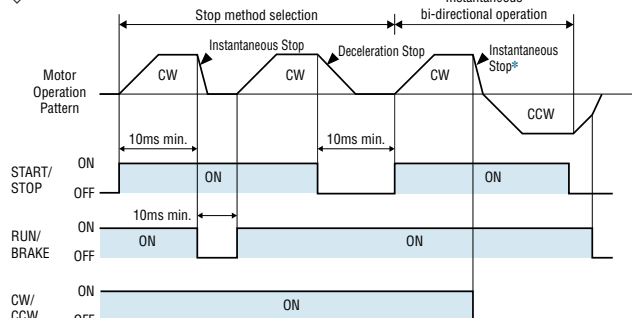 Instantaneous
Stop method selection
bi-directional operation
Instantaneous Stop
Deceleration Stop
Instantaneous
Stop*
Motor
Operation
Pattern
CW
CW
CW
CCW
10ms min.
10ms min.
START/
STOP
ON
OFF
ON
ON
10ms min.
RUN/
BRAKE
ON
OFF
ON
ON
CW/
CCW
ON
OFF
ON